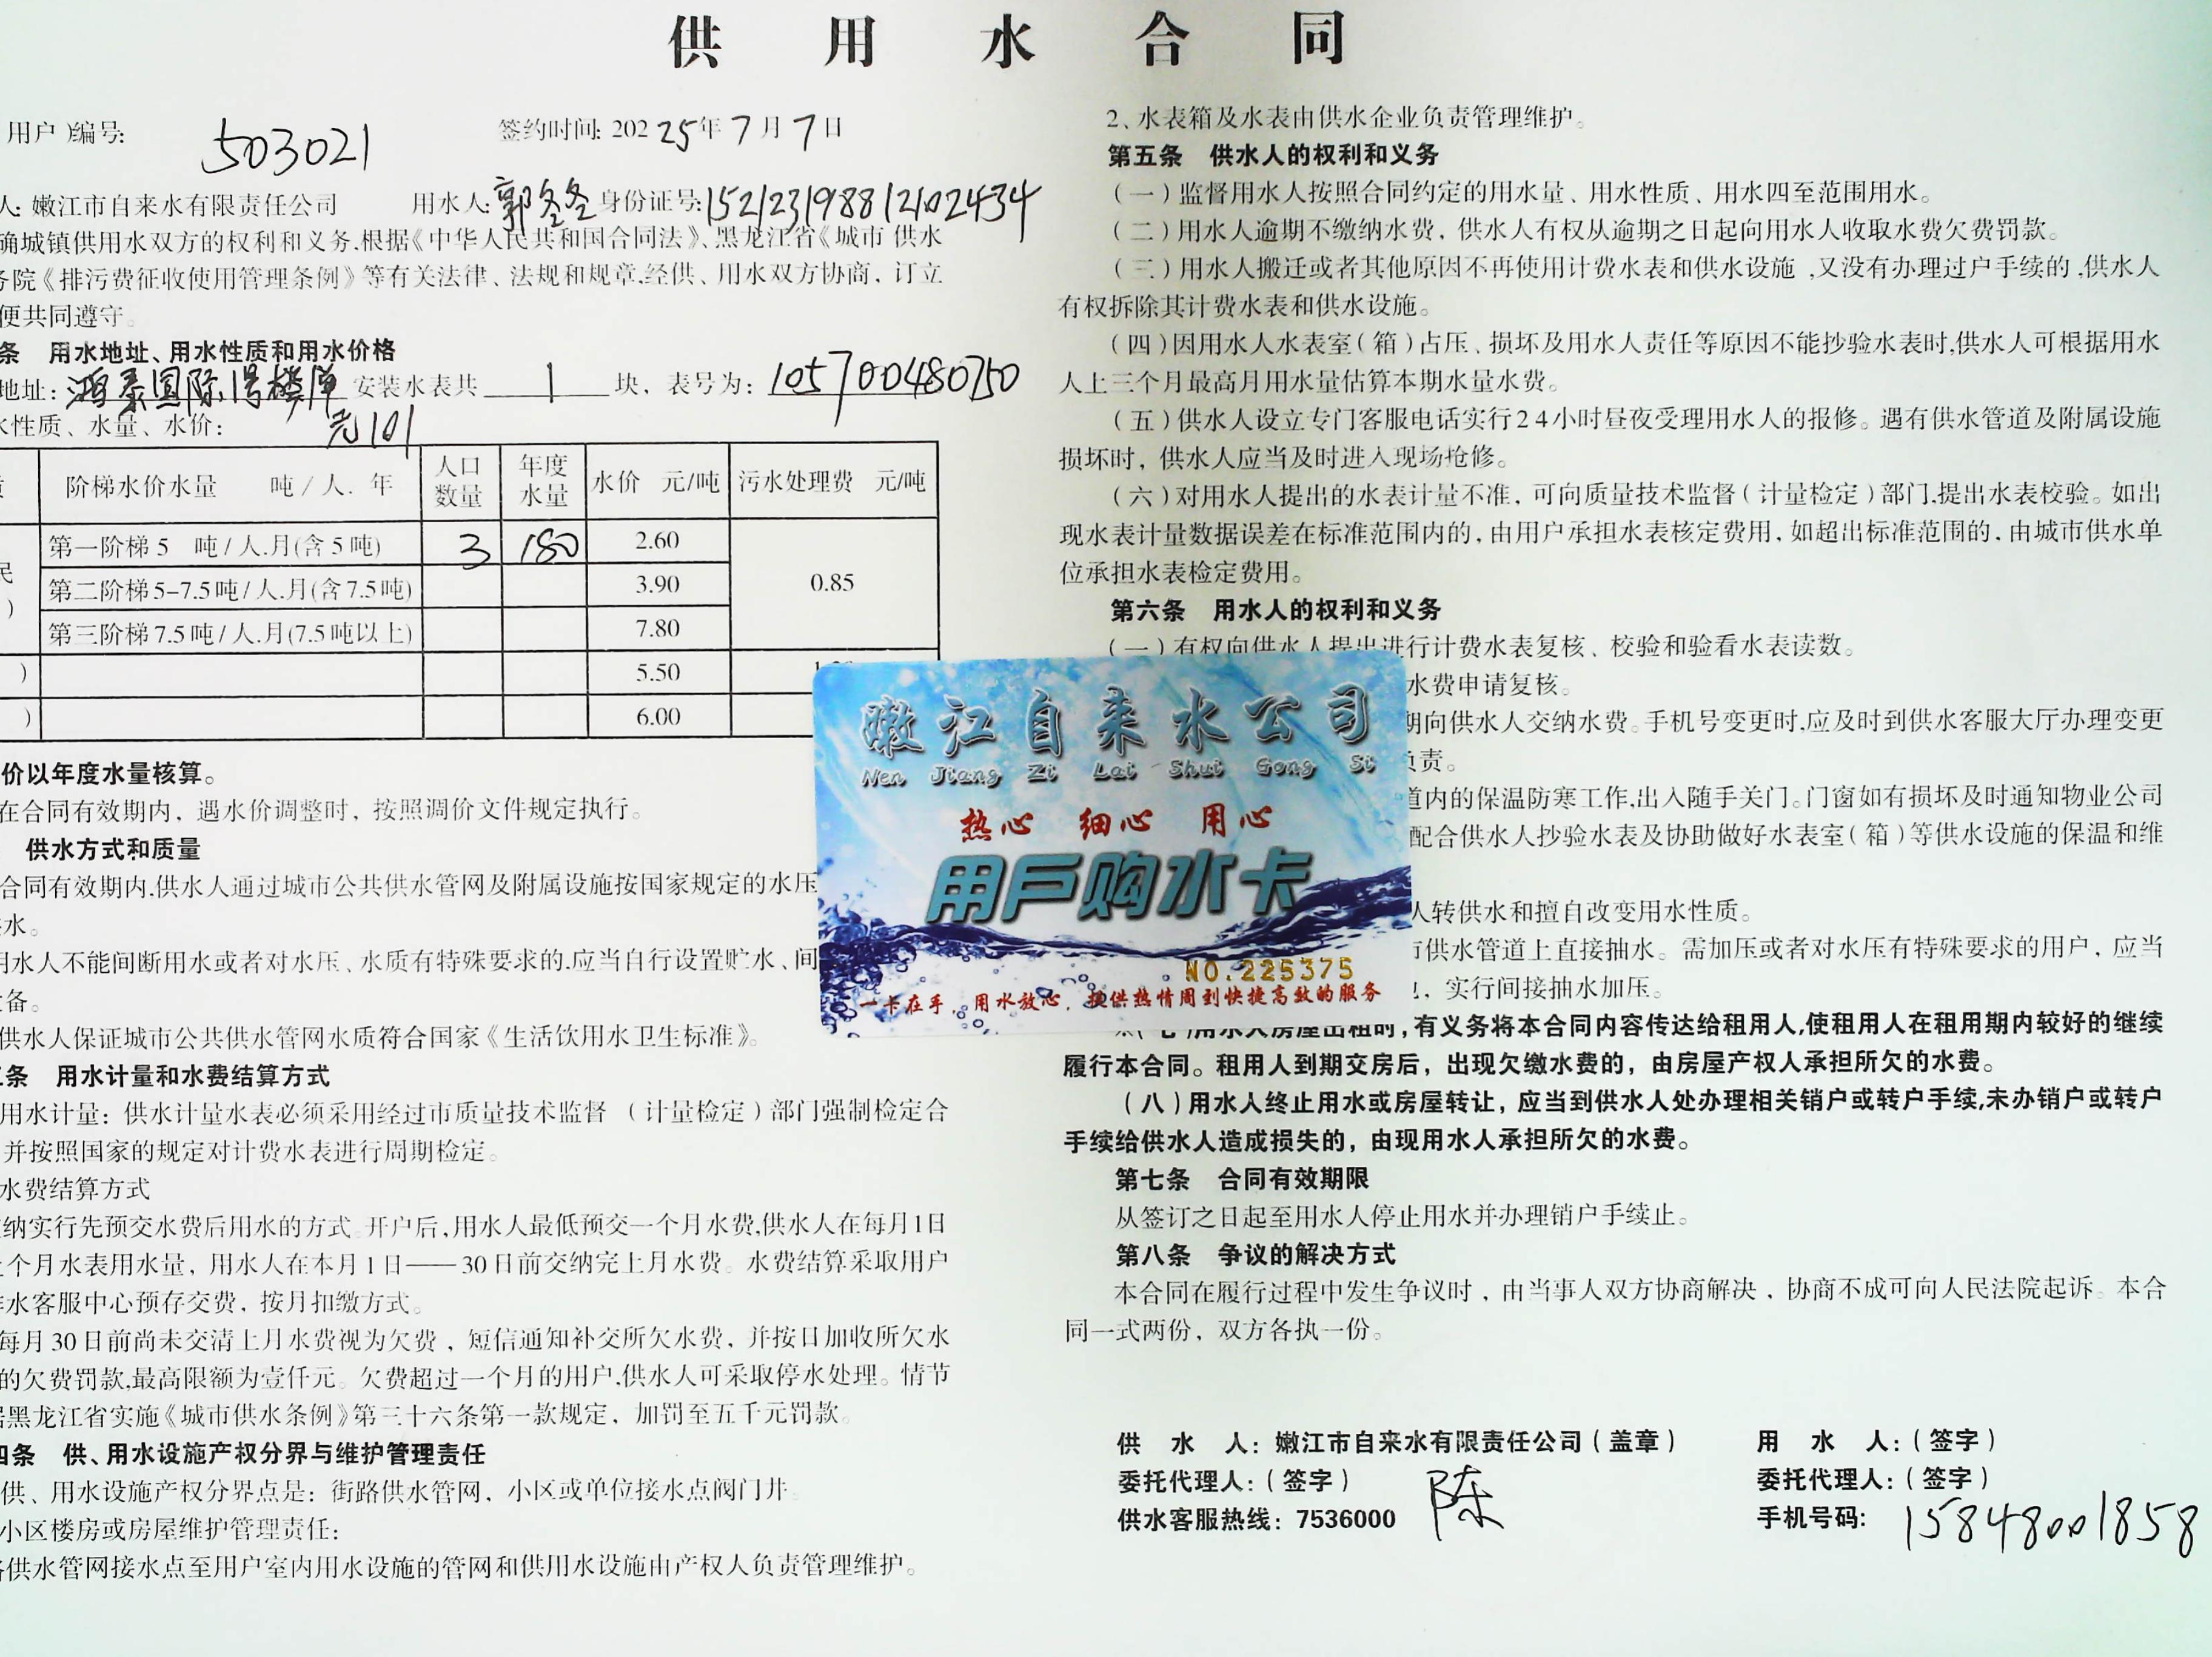 供用水合同
用户)编号: 503021 签约时间: 20225年7月7日
人: 嫩江市自来水有限责任公司 用水人: 郭冬冬 身份证号: 152123198812102434
确城镇供用水双方的权利和义务,根据《中华人民共和国合同法》、黑龙江省《城市 供水
务院《排污费征收使用管理条例》等有关法律、法规和规章,经供、用水双方协商，订立
便共同遵守。
条 用水地址、用水性质和用水价格
地址: 鸿泰国际1号楼单元101 安装水表共 1 块，表号为: 105700480750
水性质、水量、水价:
阶梯水价水量 吨/人. 年 人口数量 年度水量 水价 元/吨 污水处理费 元/吨
第一阶梯5 吨/人.月(含5吨) 3 180 2.60 0.85
民 第二阶梯5-7.5吨/人.月(含7.5吨) 3.90
) 第三阶梯7.5吨/人.月(7.5吨以上) 7.80
) 5.50
) 6.00
价以年度水量核算。
在合同有效期内，遇水价调整时，按照调价文件规定执行。
供水方式和质量
合同有效期内,供水人通过城市公共供水管网及附属设施按国家规定的水压
水。
用水人不能间断用水或者对水压、水质有特殊要求的,应当自行设置贮水、间
备。
供水人保证城市公共供水管网水质符合国家《生活饮用水卫生标准》。
条 用水计量和水费结算方式
用水计量：供水计量水表必须采用经过市质量技术监督 （计量检定）部门强制检定合
并按照国家的规定对计费水表进行周期检定。
水费结算方式
纳实行先预交水费后用水的方式。开户后,用水人最低预交一个月水费,供水人在每月1日
个月水表用水量，用水人在本月1日——30日前交纳完上月水费。水费结算采取用户
水客服中心预存交费，按月扣缴方式。
每月30日前尚未交清上月水费视为欠费，短信通知补交所欠水费，并按日加收所欠水
的欠费罚款,最高限额为壹仟元。欠费超过一个月的用户,供水人可采取停水处理。情节
黑龙江省实施《城市供水条例》第三十六条第一款规定，加罚至五千元罚款。
四条 供、用水设施产权分界与维护管理责任
供、用水设施产权分界点是：街路供水管网，小区或单位接水点阀门井。
小区楼房或房屋维护管理责任：
供水管网接水点至用户室内用水设施的管网和供用水设施由产权人负责管理维护。
2、水表箱及水表由供水企业负责管理维护。
第五条 供水人的权利和义务
（一）监督用水人按照合同约定的用水量、用水性质、用水四至范围用水。
（二）用水人逾期不缴纳水费，供水人有权从逾期之日起向用水人收取水费欠费罚款。
（三）用水人搬迁或者其他原因不再使用计费水表和供水设施 ,又没有办理过户手续的 ,供水人
有权拆除其计费水表和供水设施。
（四）因用水人水表室（箱）占压、损坏及用水人责任等原因不能抄验水表时,供水人可根据用水
人上三个月最高月用水量估算本期水量水费。
（五）供水人设立专门客服电话实行24小时昼夜受理用水人的报修。遇有供水管道及附属设施
损坏时，供水人应当及时进入现场抢修。
（六）对用水人提出的水表计量不准，可向质量技术监督（计量检定）部门,提出水表校验。如出
现水表计量数据误差在标准范围内的，由用户承担水表核定费用，如超出标准范围的，由城市供水单
位承担水表检定费用。
第六条 用水人的权利和义务
（一）有权向供水人提出进行计费水表复核、校验和验看水表读数。
水费申请复核。
期向供水人交纳水费。手机号变更时,应及时到供水客服大厅办理变更
负责。
道内的保温防寒工作,出入随手关门。门窗如有损坏及时通知物业公司
配合供水人抄验水表及协助做好水表室（箱）等供水设施的保温和维
人转供水和擅自改变用水性质。
市供水管道上直接抽水。需加压或者对水压有特殊要求的用户，应当
，实行间接抽水加压。
（七）用水人房屋出租时,有义务将本合同内容传达给租用人,使租用人在租用期内较好的继续
履行本合同。租用人到期交房后，出现欠缴水费的，由房屋产权人承担所欠的水费。
（八）用水人终止用水或房屋转让，应当到供水人处办理相关销户或转户手续,未办销户或转户
手续给供水人造成损失的，由现用水人承担所欠的水费。
第七条 合同有效期限
从签订之日起至用水人停止用水并办理销户手续止。
第八条 争议的解决方式
本合同在履行过程中发生争议时，由当事人双方协商解决，协商不成可向人民法院起诉。本合
同一式两份，双方各执一份。
供 水 人：嫩江市自来水有限责任公司（盖章） 用 水 人：（签字）
委托代理人：（签字） 陈 委托代理人：（签字）
供水客服热线：7536000 手机号码： 15848001858
嫩江自来水公司
Nen Jiang Zi Lai Shui Gong Si
热心 细心 用心
用户购水卡
NO.225375
一卡在手，用水放心，提供热情周到快捷高效的服务